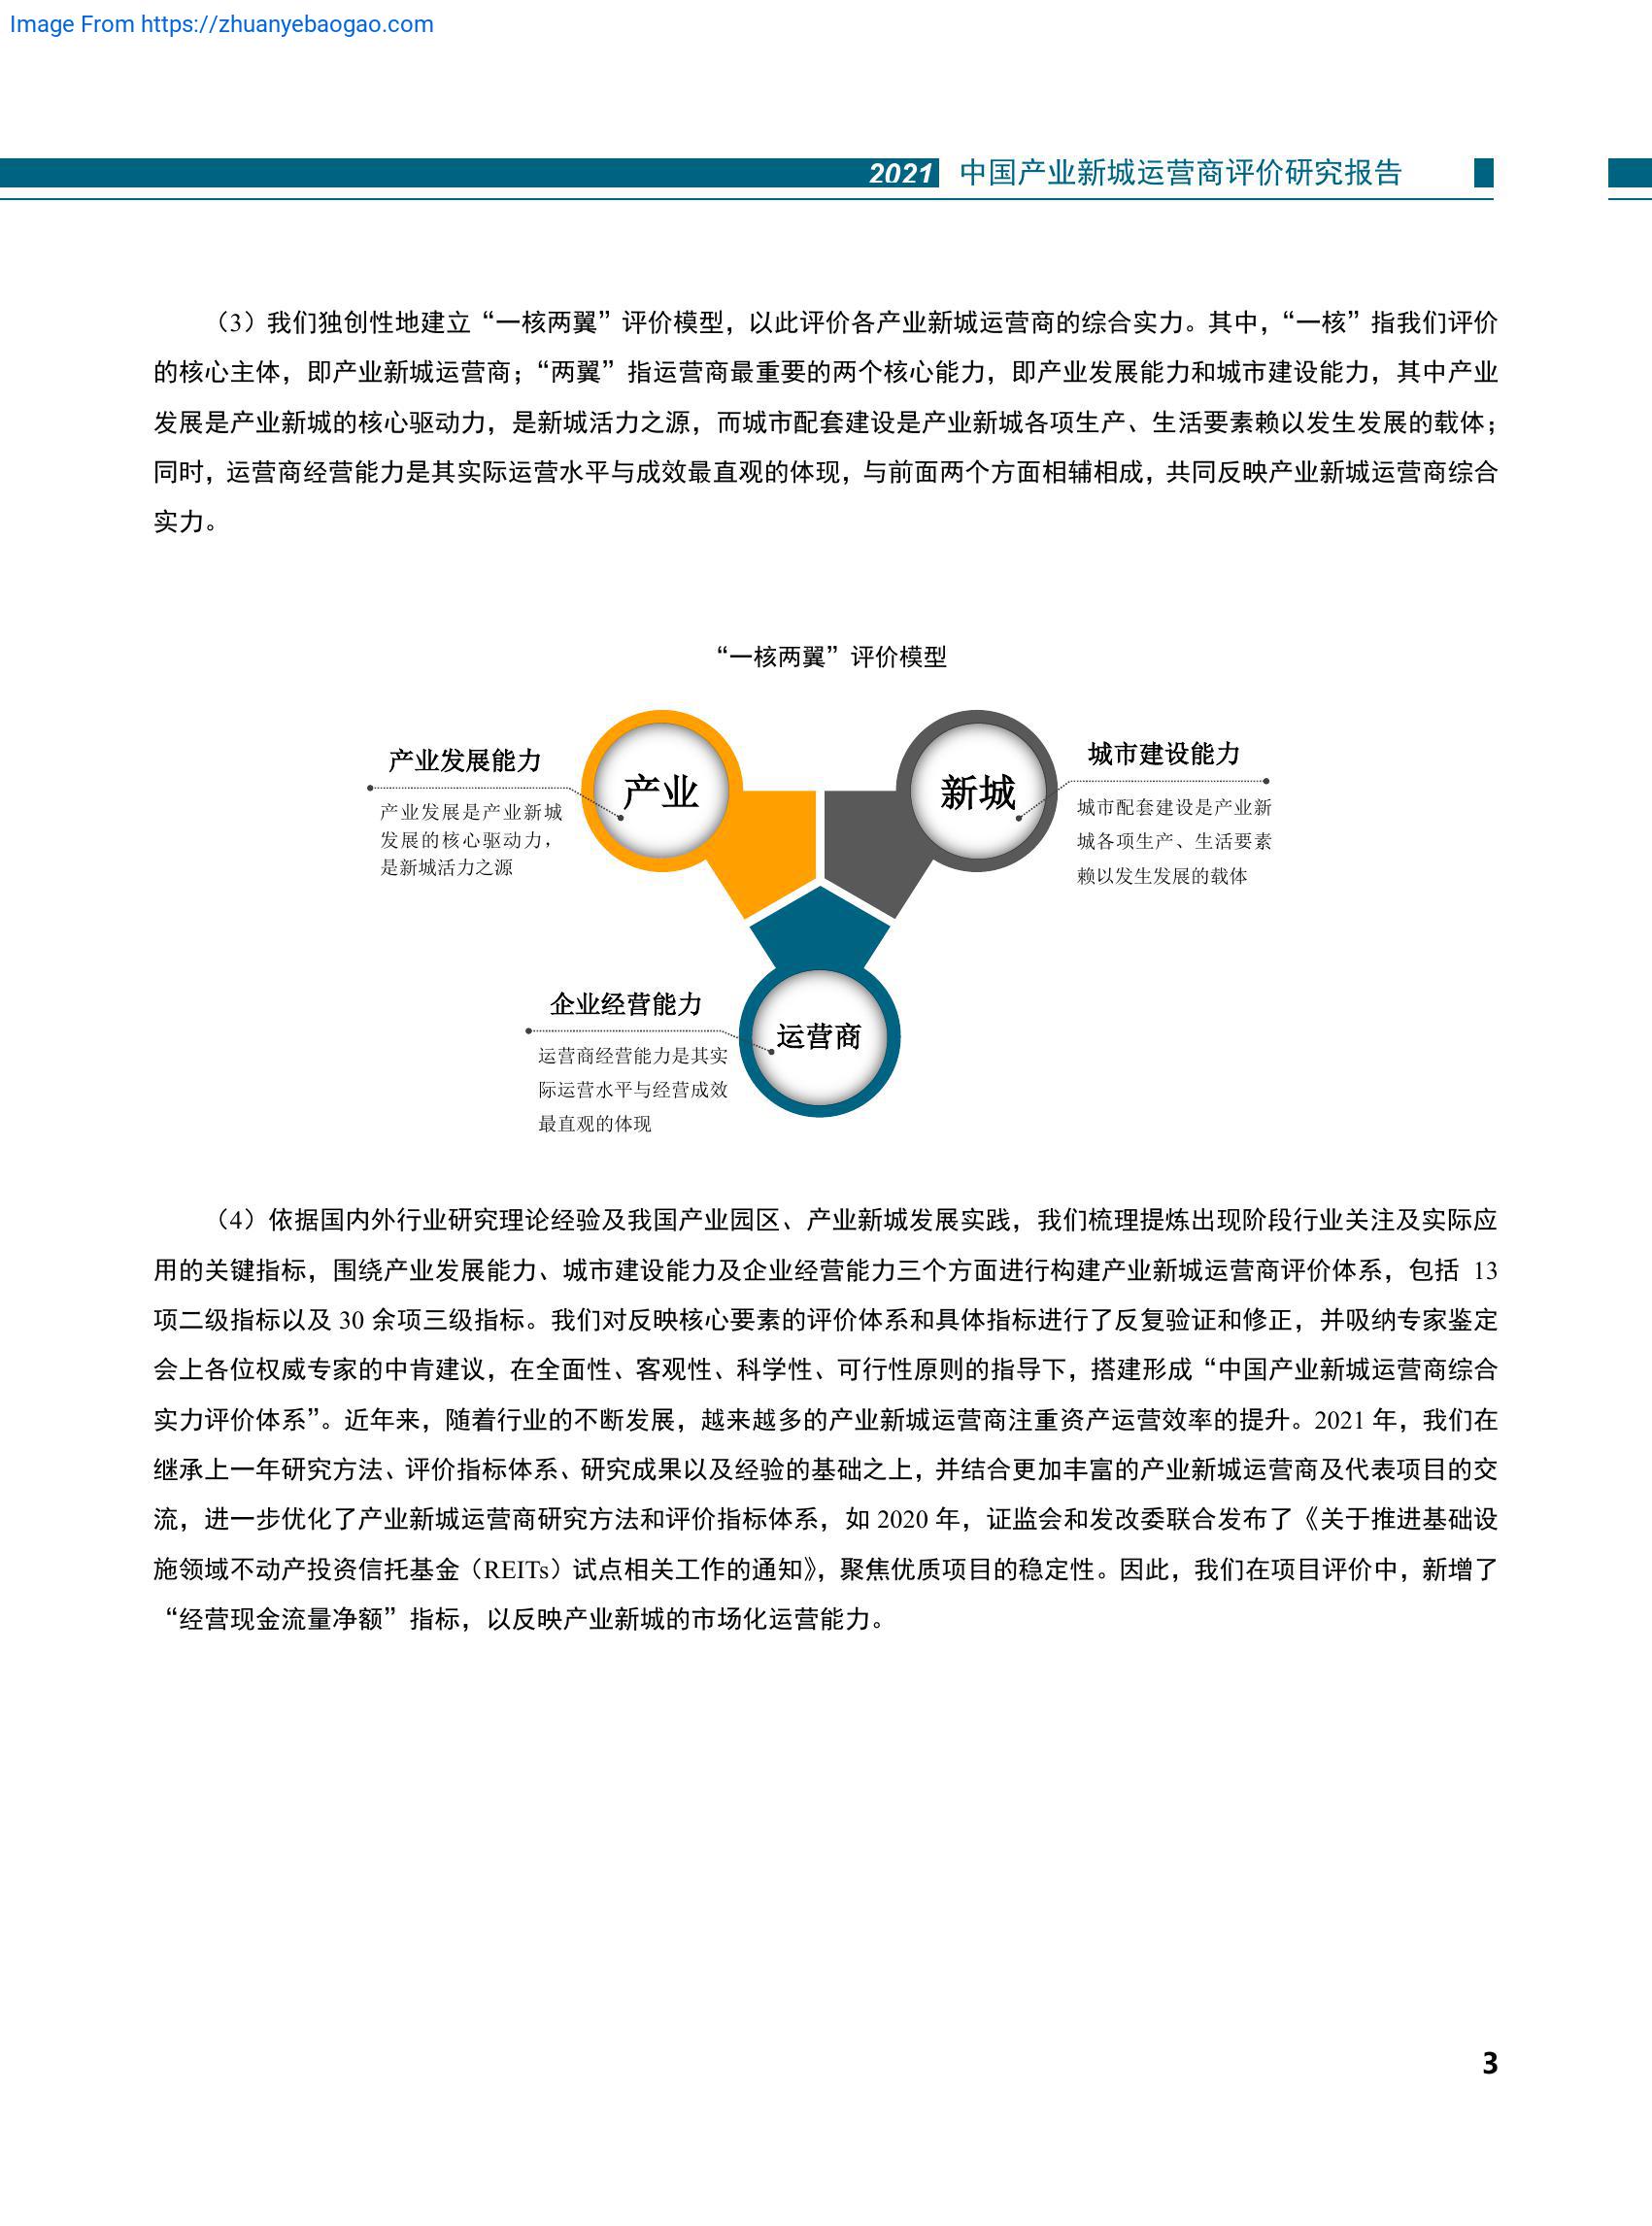 Image From https://zhuanyebaogao.com
2021 中国产业新城运营商评价研究报告
（3）我们独创性地建立“一核两翼”评价模型，以此评价各产业新城运营商的综合实力。其中，“一核”指我们评价
的核心主体，即产业新城运营商；“两翼”指运营商最重要的两个核心能力，即产业发展能力和城市建设能力，其中产业
发展是产业新城的核心驱动力，是新城活力之源，而城市配套建设是产业新城各项生产、生活要素赖以发生发展的载体；
同时，运营商经营能力是其实际运营水平与成效最直观的体现，与前面两个方面相辅相成，共同反映产业新城运营商综合
实力。
“一核两翼”评价模型
产业发展能力
产业发展是产业新城
发展的核心驱动力，
是新城活力之源
产业
新城
城市建设能力
城市配套建设是产业新
城各项生产、生活要素
赖以发生发展的载体
企业经营能力
运营商经营能力是其实
际运营水平与经营成效
最直观的体现
运营商
（4）依据国内外行业研究理论经验及我国产业园区、产业新城发展实践，我们梳理提炼出现阶段行业关注及实际应
用的关键指标，围绕产业发展能力、城市建设能力及企业经营能力三个方面进行构建产业新城运营商评价体系，包括 13
项二级指标以及 30 余项三级指标。我们对反映核心要素的评价体系和具体指标进行了反复验证和修正，并吸纳专家鉴定
会上各位权威专家的中肯建议，在全面性、客观性、科学性、可行性原则的指导下，搭建形成“中国产业新城运营商综合
实力评价体系”。近年来，随着行业的不断发展，越来越多的产业新城运营商注重资产运营效率的提升。2021 年，我们在
继承上一年研究方法、评价指标体系、研究成果以及经验的基础之上，并结合更加丰富的产业新城运营商及代表项目的交
流，进一步优化了产业新城运营商研究方法和评价指标体系，如 2020 年，证监会和发改委联合发布了《关于推进基础设
施领域不动产投资信托基金（REITs）试点相关工作的通知》，聚焦优质项目的稳定性。因此，我们在项目评价中，新增了
“经营现金流量净额”指标，以反映产业新城的市场化运营能力。
3